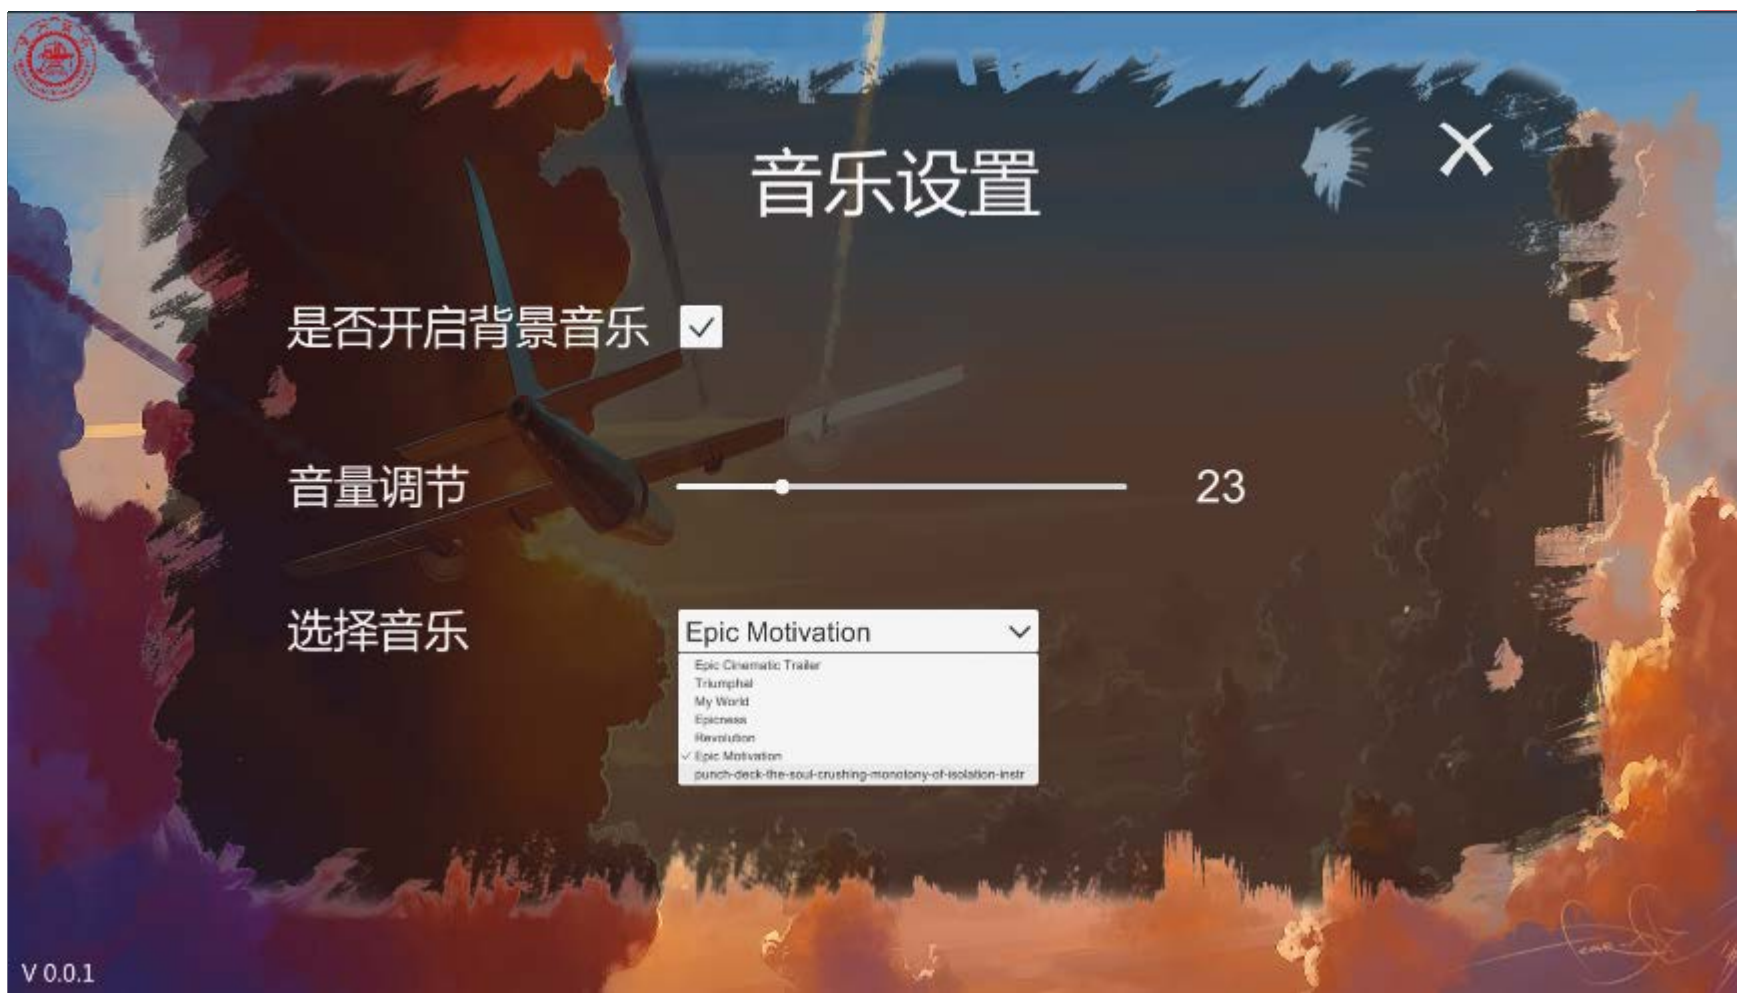 音乐设置
是否开启背景音乐
音量调节
23
选择音乐
Epic Motivation
Epic Cinematic Trailer
Triumphal
My World
Epicness
Revolution
Epic Motivation
punch-deck-the-soul-crushing-monotony-of-isolation-instr
V 0.0.1